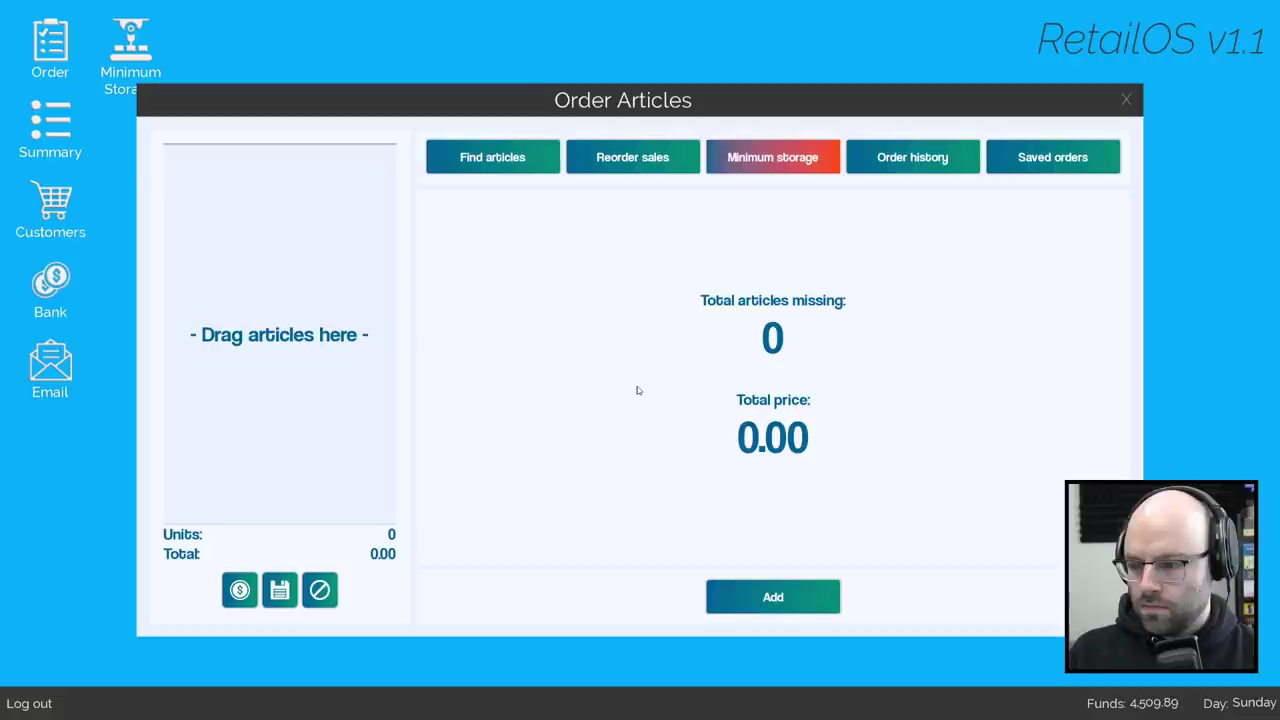 RetailOS v1.1
Order
Minimum
Stora
Summary
Customers
Bank
Email
Order Articles
X
Find articles
Reorder sales
Minimum storage
Order history
Saved orders
- Drag articles here -
Total articles missing:
0
Total price:
0.00
Units: 0
Total: 0.00
Add
Log out
Funds: 4,509.89
Day: Sunday